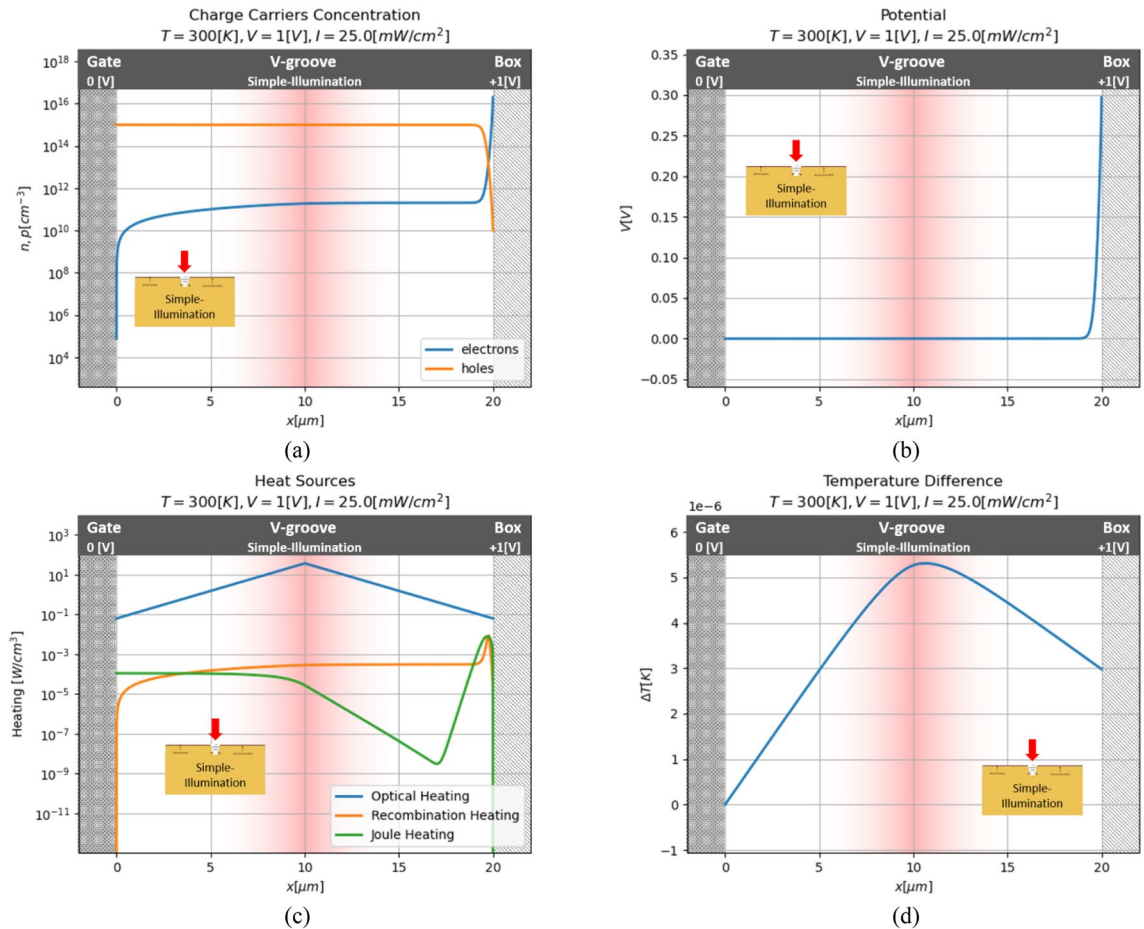 Charge Carriers Concentration
T = 300[K], V = 1[V], I = 25.0[mW/cm²]
Gate V-groove Box
0 [V] Simple-Illumination +1[V]
10¹⁸
10¹⁶
10¹⁴
10¹²
10¹⁰
10⁸
10⁶
10⁴
n, p[cm⁻³]
Simple-
Illumination
electrons
holes
0 5 10 15 20
x[μm]
(a)
Potential
T = 300[K], V = 1[V], I = 25.0[mW/cm²]
Gate V-groove Box
0 [V] Simple-Illumination +1[V]
0.30
0.25
0.20
0.15
0.10
0.05
0.00
−0.05
V[V]
Simple-
Illumination
0 5 10 15 20
x[μm]
(b)
Heat Sources
T = 300[K], V = 1[V], I = 25.0[mW/cm²]
Gate V-groove Box
0 [V] Simple-Illumination +1[V]
10³
10¹
10⁻¹
10⁻³
10⁻⁵
10⁻⁷
10⁻⁹
10⁻¹¹
Heating [W/cm³]
Simple-
Illumination
Optical Heating
Recombination Heating
Joule Heating
0 5 10 15 20
x[μm]
(c)
Temperature Difference
T = 300[K], V = 1[V], I = 25.0[mW/cm²]
1e−6
Gate V-groove Box
0 [V] Simple-Illumination +1[V]
6
5
4
3
2
1
0
−1
ΔT[K]
Simple-
Illumination
0 5 10 15 20
x[μm]
(d)